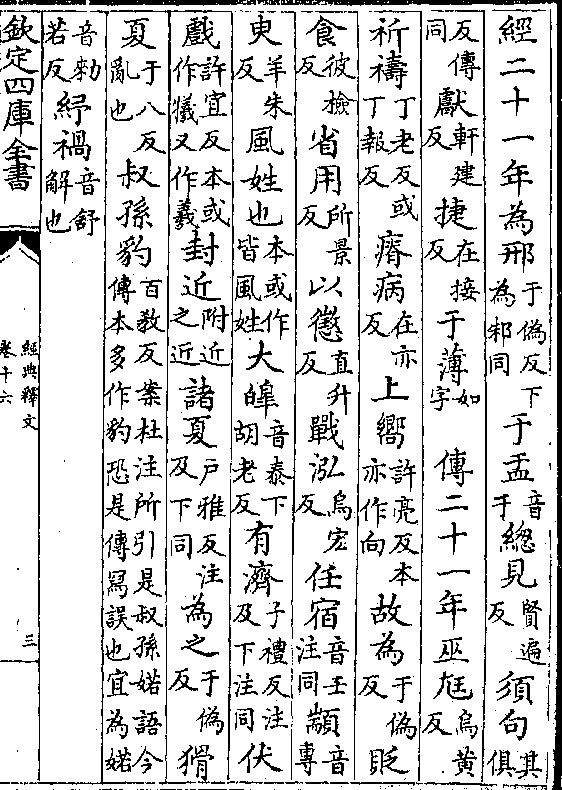 經二十一年為邢于偽反下為邾同于盂音于總見賢遍反須句其俱
反傳同獻軒建反捷在接反于薄如字 傳二十一年巫尫烏黄反
祈禱丁老反或丁報反瘠病在亦反上嚮許亮反本亦作向故為于偽反貶
食彼檢反省用所景反以懲直升反戰泓烏宏反任宿音壬注同顓音專
臾羊朱反風姓也本或作皆風姓大皥音泰下胡老反有濟子禮反注及下注同伏
戲許宜反本或作犧又作羲封近附近之近諸夏户雅反注及下同為之于偽反猾
夏于八反亂也叔孫豹百教反案杜注所引是叔孫婼語今傳本多作豹恐是傳冩誤也宜為婼
音勑若反紓禍音舒解也
欽定四庫全書
經典釋文
卷十六
三